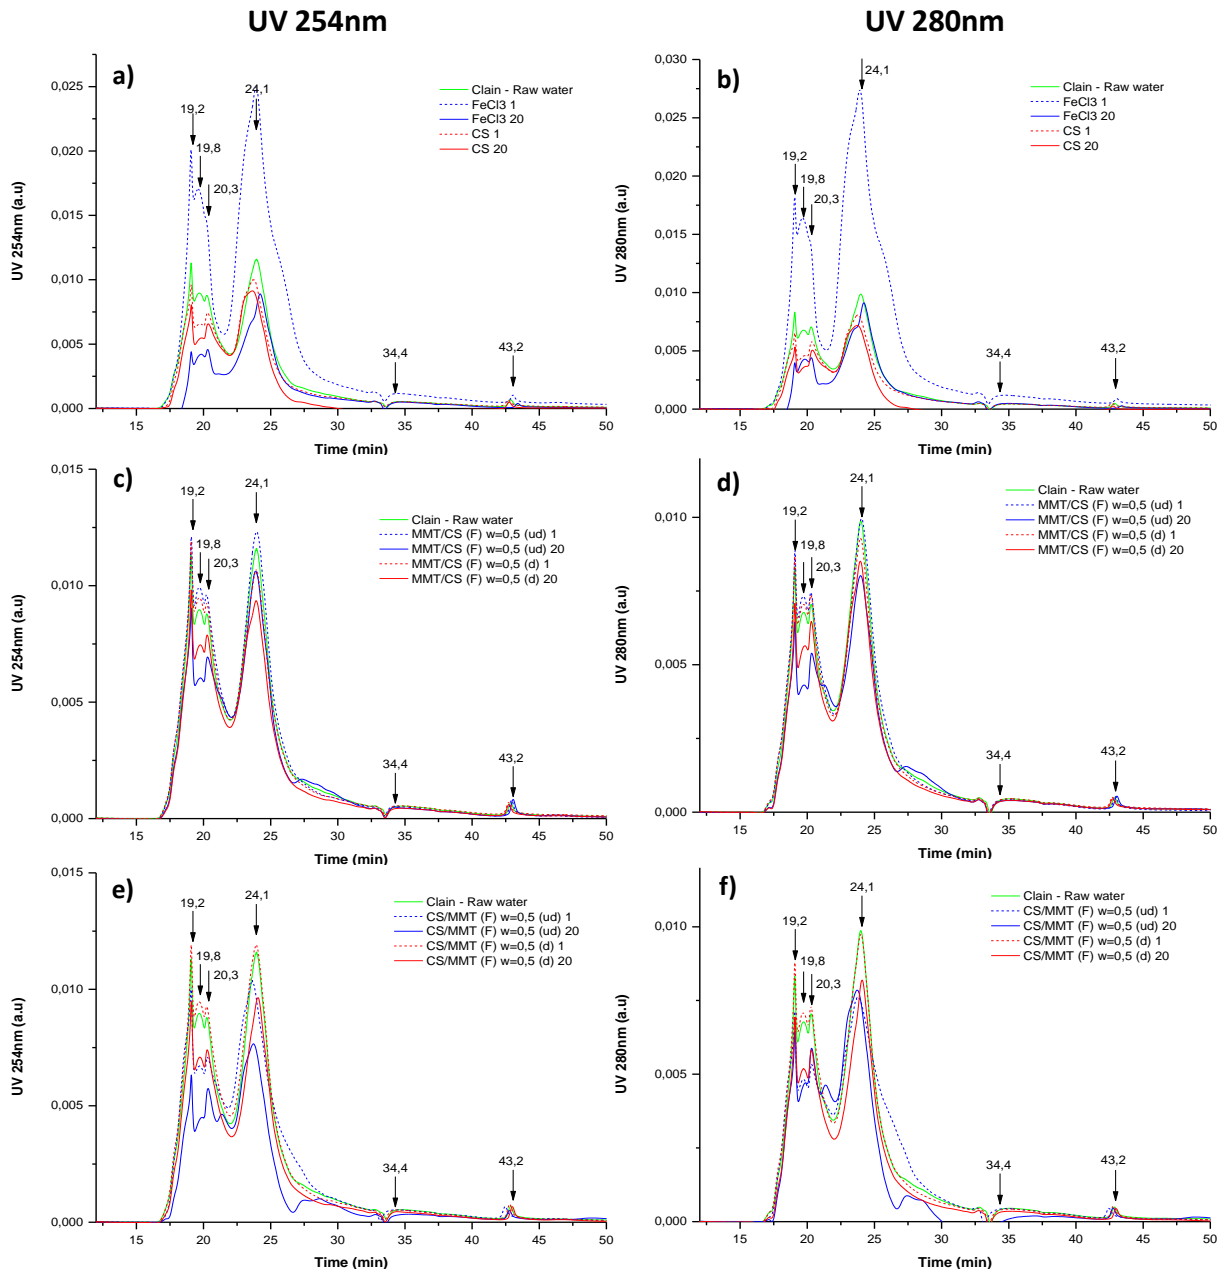 UV 254nm
UV 280nm
a)
24,1
19,2
19,8
20,3
34,4
43,2
Clain - Raw water
FeCl3 1
FeCl3 20
CS 1
CS 20
0,025
0,020
0,015
0,010
0,005
0,000
UV 254nm (a.u)
15 20 25 30 35 40 45 50
Time (min)
b)
24,1
19,2
19,8
20,3
34,4
43,2
Clain - Raw water
FeCl3 1
FeCl3 20
CS 1
CS 20
0,030
0,025
0,020
0,015
0,010
0,005
0,000
UV 280nm (a.u)
15 20 25 30 35 40 45 50
Time (min)
c)
24,1
19,2
19,8
20,3
34,4
43,2
Clain - Raw water
MMT/CS (F) w=0,5 (ud) 1
MMT/CS (F) w=0,5 (ud) 20
MMT/CS (F) w=0,5 (d) 1
MMT/CS (F) w=0,5 (d) 20
0,015
0,010
0,005
0,000
UV 254nm (a.u)
15 20 25 30 35 40 45 50
Time (min)
d)
24,1
19,2
19,8
20,3
34,4
43,2
Clain - Raw water
MMT/CS (F) w=0,5 (ud) 1
MMT/CS (F) w=0,5 (ud) 20
MMT/CS (F) w=0,5 (d) 1
MMT/CS (F) w=0,5 (d) 20
0,010
0,005
0,000
UV 280nm (a.u)
15 20 25 30 35 40 45 50
Time (min)
e)
24,1
19,2
19,8
20,3
34,4
43,2
Clain - Raw water
CS/MMT (F) w=0,5 (ud) 1
CS/MMT (F) w=0,5 (ud) 20
CS/MMT (F) w=0,5 (d) 1
CS/MMT (F) w=0,5 (d) 20
0,015
0,010
0,005
0,000
UV 254nm (a.u)
15 20 25 30 35 40 45 50
Time (min)
f)
24,1
19,2
19,8
20,3
34,4
43,2
Clain - Raw water
CS/MMT (F) w=0,5 (ud) 1
CS/MMT (F) w=0,5 (ud) 20
CS/MMT (F) w=0,5 (d) 1
CS/MMT (F) w=0,5 (d) 20
0,010
0,005
0,000
UV 280nm (a.u)
15 20 25 30 35 40 45 50
Time (min)